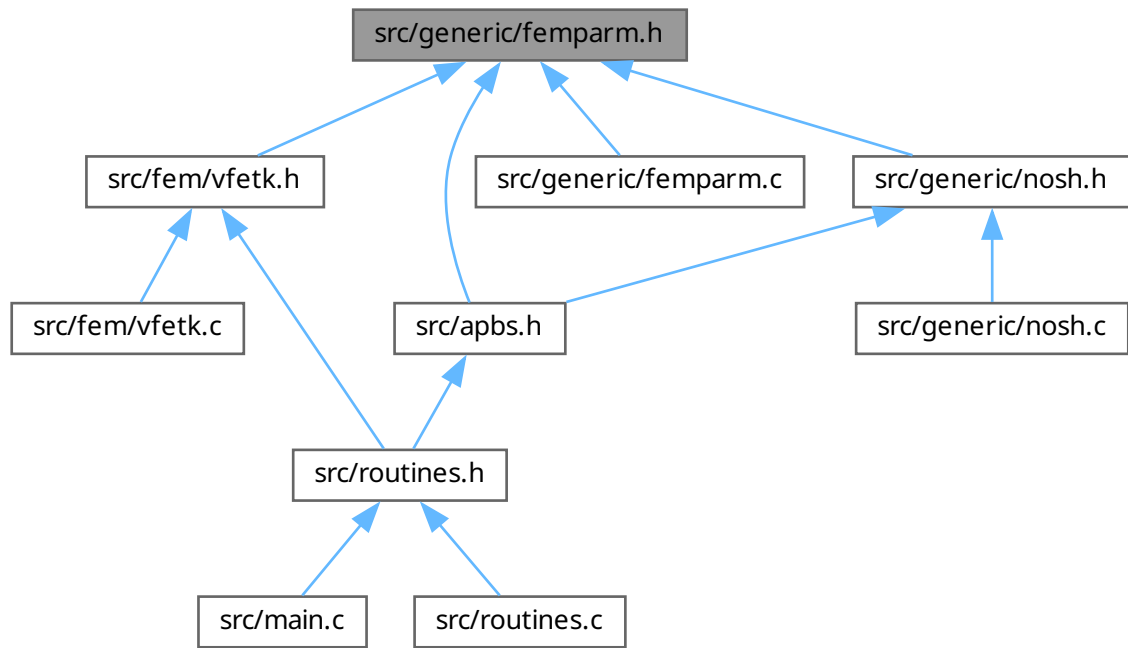 src/generic/femparm.h
src/fem/vfetk.h
src/generic/femparm.c
src/generic/nosh.h
src/fem/vfetk.c
src/apbs.h
src/generic/nosh.c
src/routines.h
src/main.c
src/routines.c